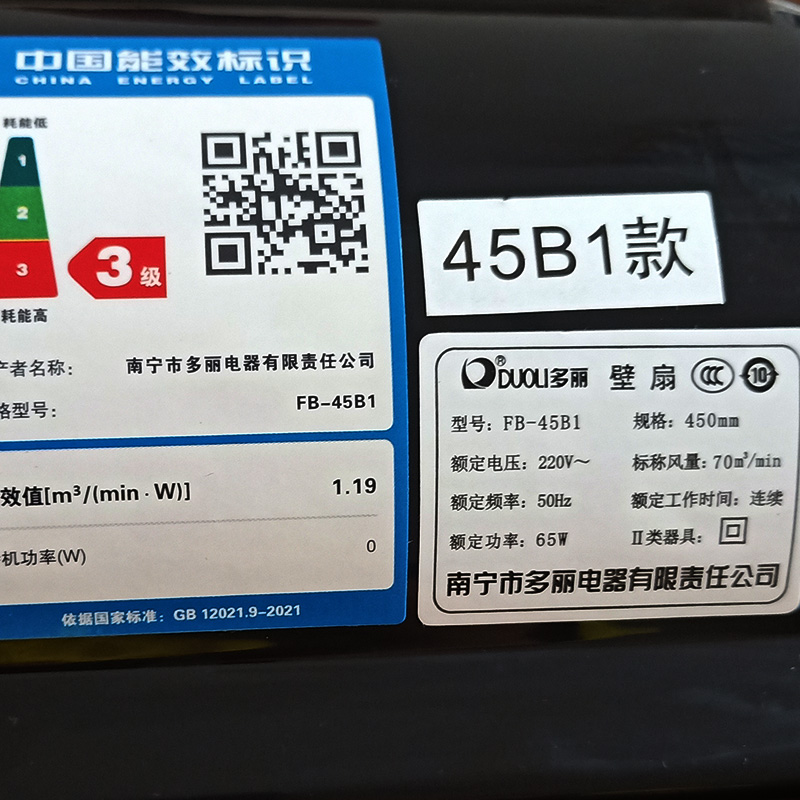 中国能效标识
CHINA ENERGY LABEL
耗能低
1
2
3
3级
耗能高
产者名称：
南宁市多丽电器有限责任公司
格型号：
FB-45B1
效值[m³/(min·W)]
1.19
机功率(W)
0
依据国家标准：GB 12021.9-2021
45B1款
DUOLI多丽® 壁扇 CCC 10
型号：FB-45B1 规格：450mm
额定电压：220V～ 标称风量：70m³/min
额定频率：50Hz 额定工作时间：连续
额定功率：65W Ⅱ类器具：回
南宁市多丽电器有限责任公司